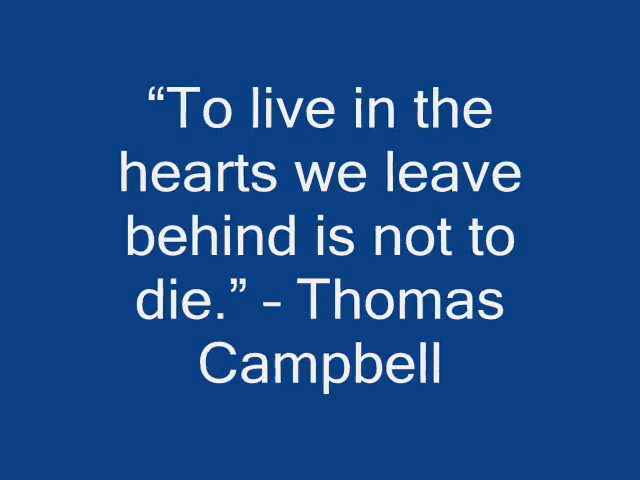 “To live in the
hearts we leave
behind is not to
die.” – Thomas
Campbell